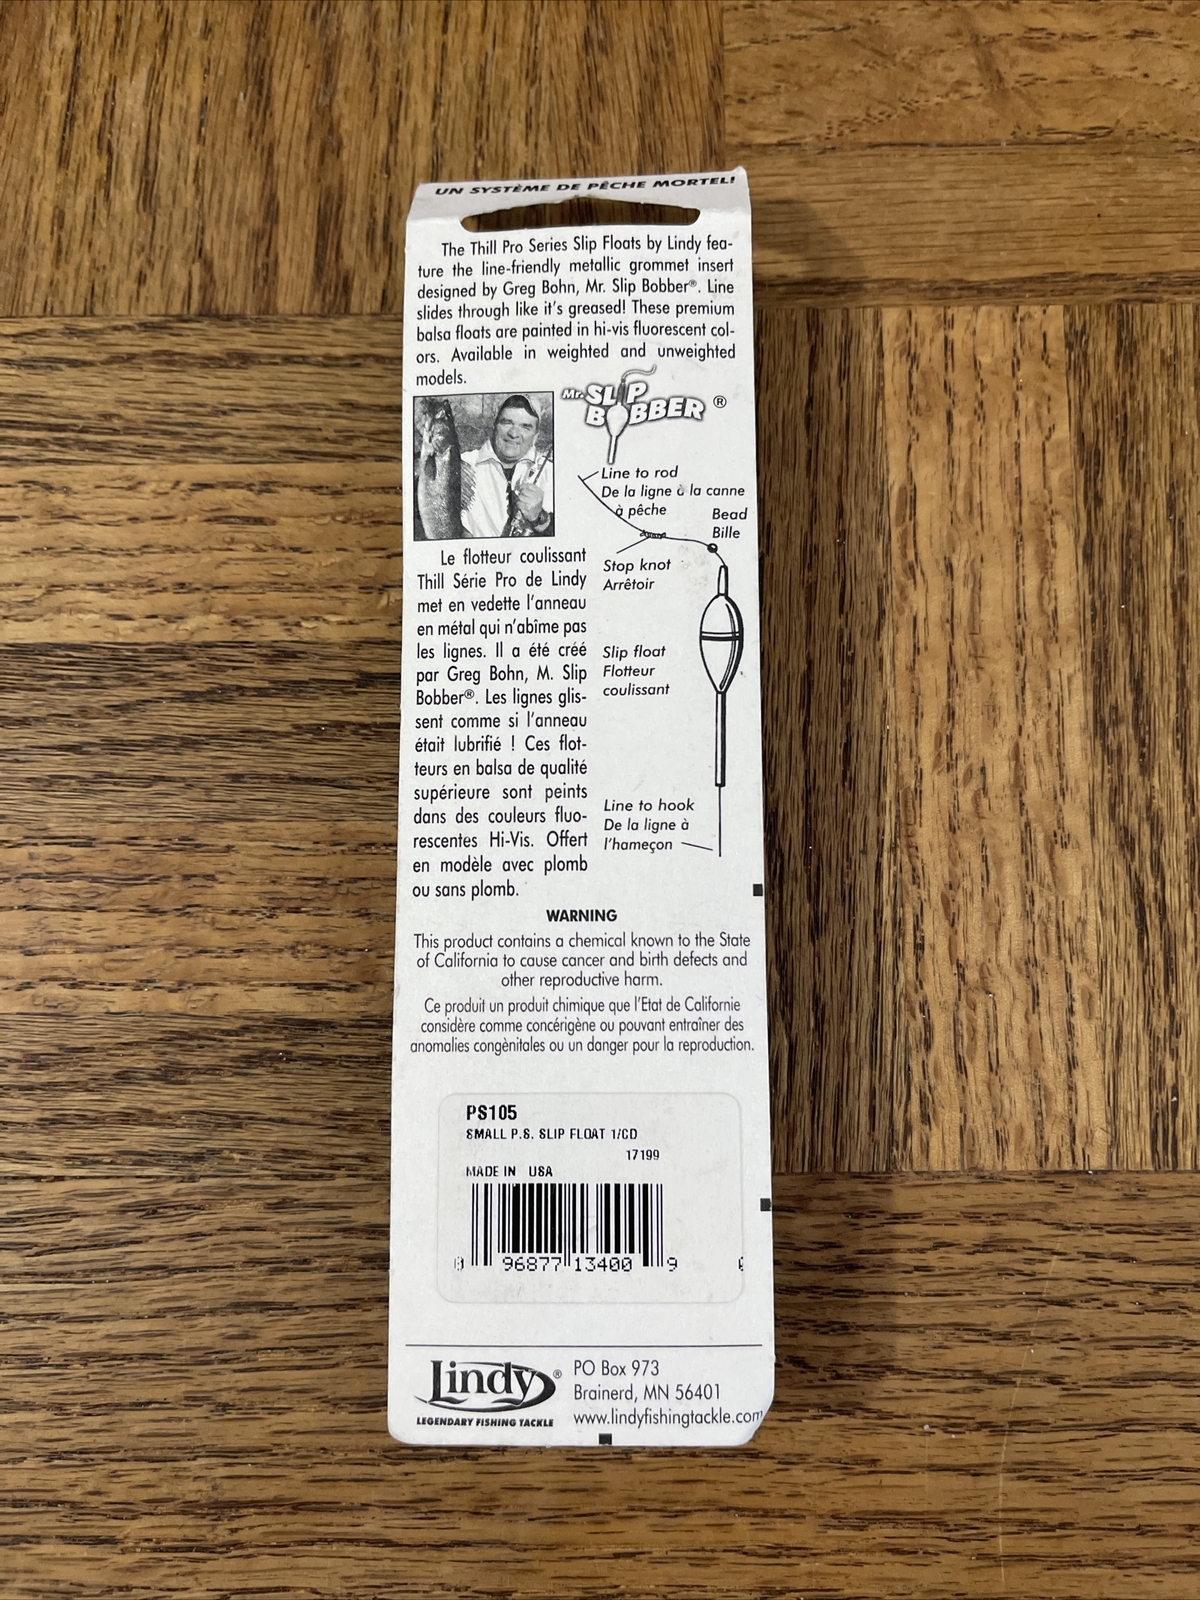 UN SYSTÈME DE PÊCHE MORTEL!
The Thill Pro Series Slip Floats by Lindy fea-
ture the line-friendly metallic grommet insert
designed by Greg Bohn, Mr. Slip Bobber®. Line
slides through like it's greased! These premium
balsa floats are painted in hi-vis fluorescent col-
ors. Available in weighted and unweighted
models.
Mr. SLIP
BOBBER ®
Line to rod
De la ligne à la canne
à pêche
Bead
Bille
Stop knot
Arrêtoir
Slip float
Flotteur
coulissant
Line to hook
De la ligne à
l'hameçon
Le flotteur coulissant
Thill Série Pro de Lindy
met en vedette l'anneau
en métal qui n'abîme pas
les lignes. Il a été créé
par Greg Bohn, M. Slip
Bobber®. Les lignes glis-
sent comme si l'anneau
était lubrifié ! Ces flot-
teurs en balsa de qualité
supérieure sont peints
dans des couleurs fluo-
rescentes Hi-Vis. Offert
en modèle avec plomb
ou sans plomb.
WARNING
This product contains a chemical known to the State
of California to cause cancer and birth defects and
other reproductive harm.
Ce produit un produit chimique que l'Etat de Californie
considère comme concérigène ou pouvant entraîner des
anomalies congènitales ou un danger pour la reproduction.
PS105
SMALL P.S. SLIP FLOAT 1/CD
17199
MADE IN USA
0 96877 13400 9
Lindy®
LEGENDARY FISHING TACKLE
PO Box 973
Brainerd, MN 56401
www.lindyfishingtackle.com